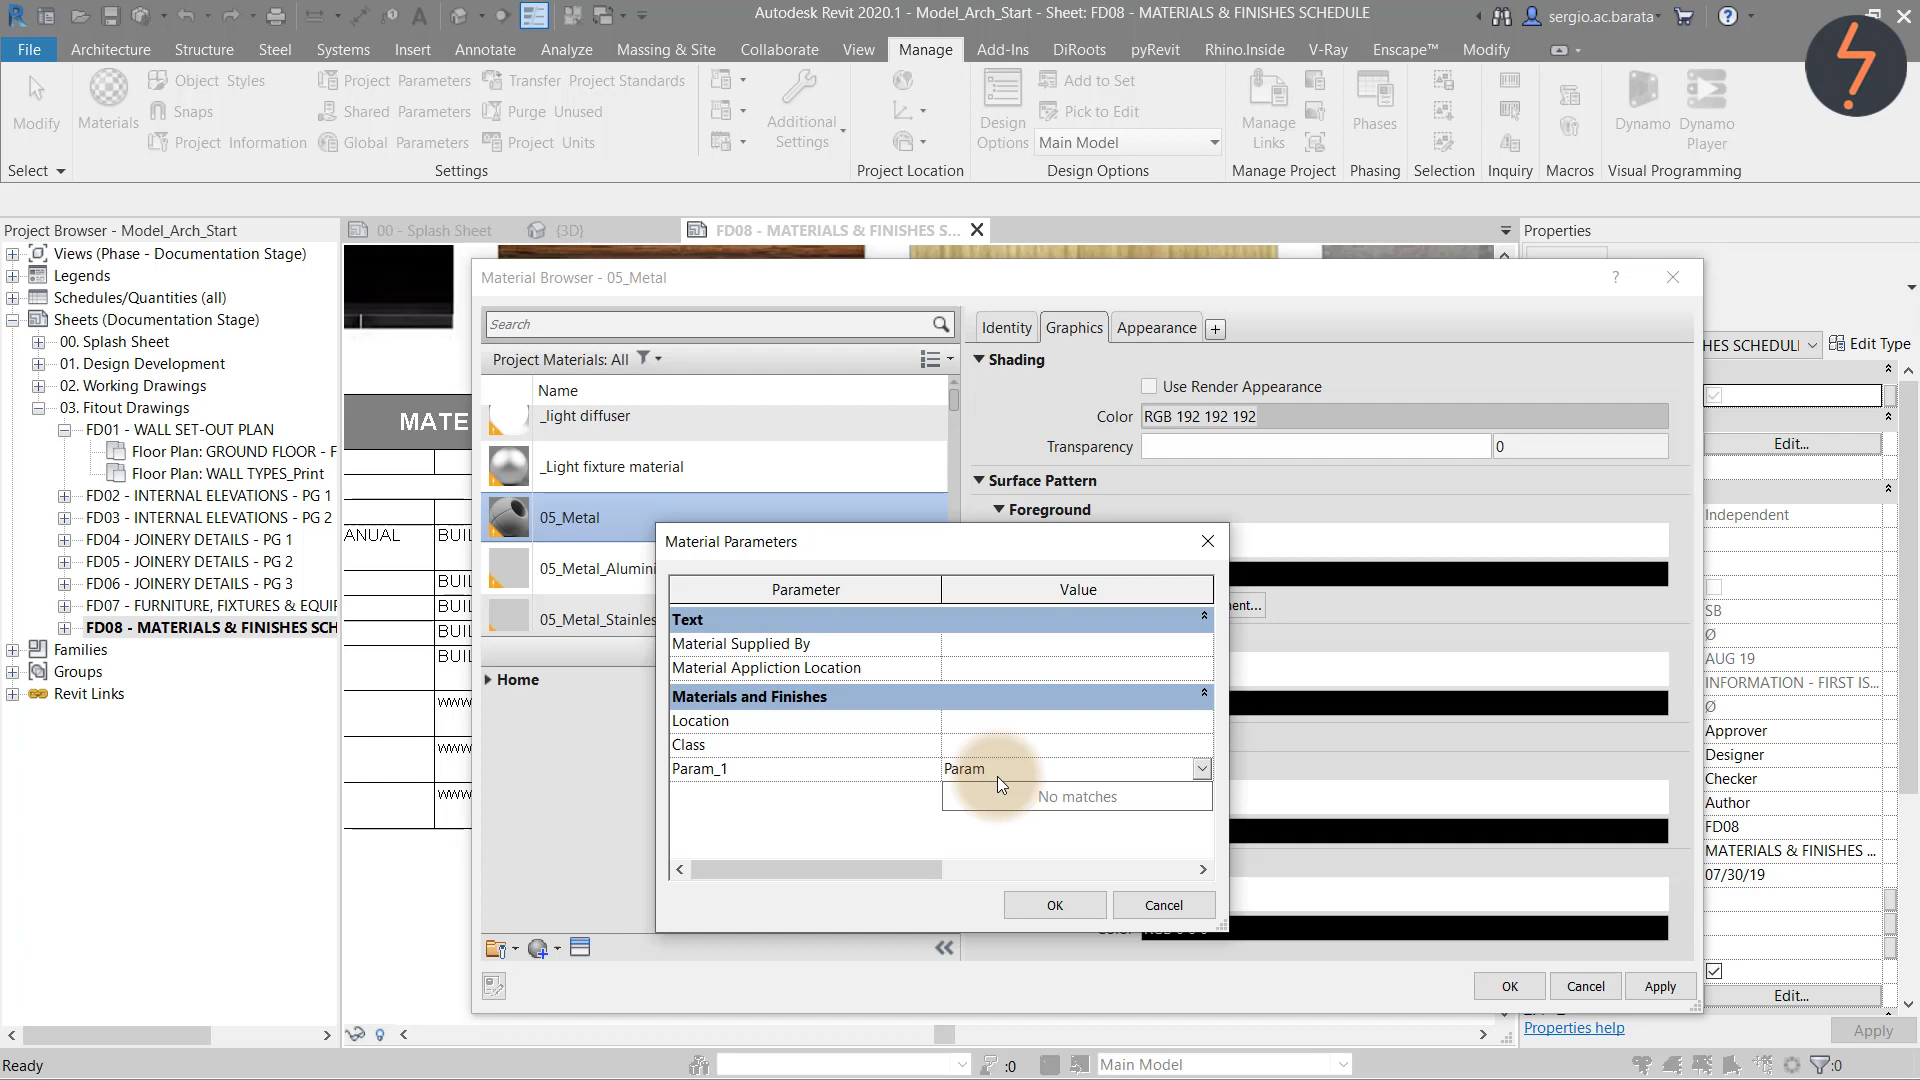 Autodesk Revit 2020.1 - Model_Arch_Start - Sheet: FD08 - MATERIALS & FINISHES SCHEDULE
sergio.ac.barata
File
Architecture
Structure
Steel
Systems
Insert
Annotate
Analyze
Massing & Site
Collaborate
View
Manage
Add-Ins
DiRoots
pyRevit
Rhino.Inside
V-Ray
Enscape™
Modify
Modify
Materials
Object Styles
Snaps
Project Information
Project Parameters
Shared Parameters
Global Parameters
Transfer Project Standards
Purge Unused
Project Units
Additional
Settings
Design
Options
Add to Set
Pick to Edit
Main Model
Manage
Links
Phases
Dynamo
Dynamo
Player
Select
Settings
Project Location
Design Options
Manage Project
Phasing
Selection
Inquiry
Macros
Visual Programming
Project Browser - Model_Arch_Start
Views (Phase - Documentation Stage)
Legends
Schedules/Quantities (all)
Sheets (Documentation Stage)
00. Splash Sheet
01. Design Development
02. Working Drawings
03. Fitout Drawings
FD01 - WALL SET-OUT PLAN
Floor Plan: GROUND FLOOR - F
Floor Plan: WALL TYPES_Print
FD02 - INTERNAL ELEVATIONS - PG 1
FD03 - INTERNAL ELEVATIONS - PG 2
FD04 - JOINERY DETAILS - PG 1
FD05 - JOINERY DETAILS - PG 2
FD06 - JOINERY DETAILS - PG 3
FD07 - FURNITURE, FIXTURES & EQUIF
FD08 - MATERIALS & FINISHES SCH
Families
Groups
Revit Links
00 - Splash Sheet
{3D}
FD08 - MATERIALS & FINISHES S...
MATE
ANUAL
BUIL
BUIL
BUIL
BUIL
BUIL
WWW
WWW
WWW
Material Browser - 05_Metal
?
Search
Project Materials: All
Name
_light diffuser
_Light fixture material
05_Metal
05_Metal_Alumini
05_Metal_Stainles
Home
Identity
Graphics
Appearance
Shading
Use Render Appearance
Color
RGB 192 192 192
Transparency
0
Surface Pattern
Foreground
ent...
OK
Cancel
Apply
Material Parameters
Parameter
Value
Text
Material Supplied By
Material Appliction Location
Materials and Finishes
Location
Class
Param_1
Param
No matches
OK
Cancel
Properties
HES SCHEDULI
Edit Type
Edit...
Independent
SB
Ø
AUG 19
INFORMATION - FIRST IS...
Ø
Approver
Designer
Checker
Author
FD08
MATERIALS & FINISHES ...
07/30/19
Edit...
Properties help
Apply
Ready
:0
Main Model
:0